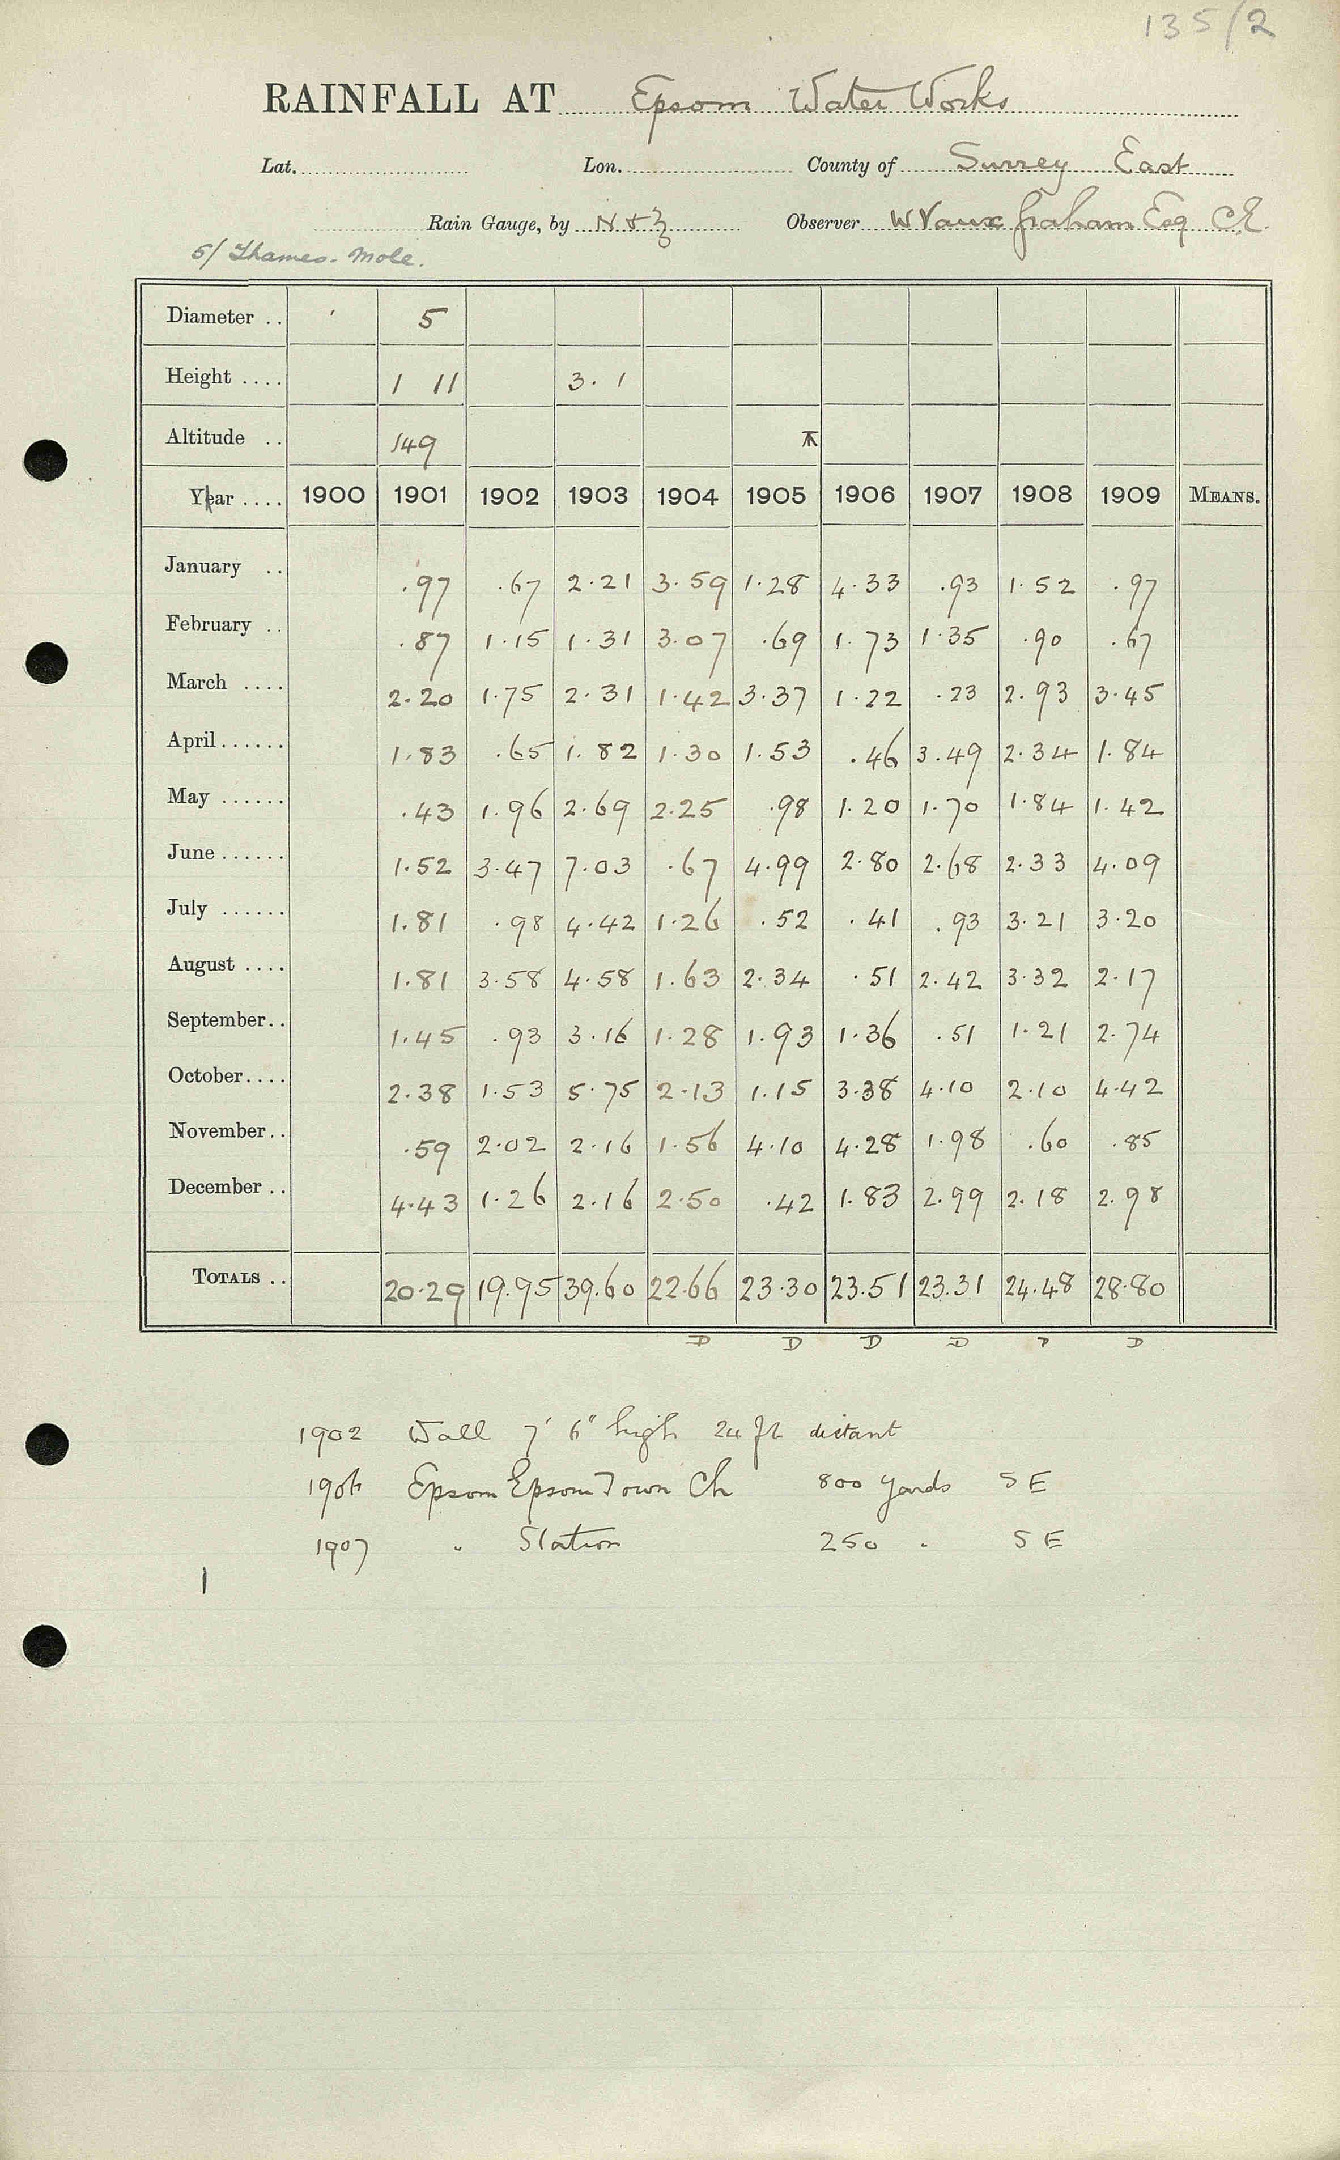 135/2
RAINFALL AT Epsom Water Works
Lat. Lon. County of Surrey East
Rain Gauge, by N & Z Observer W Vaux Graham Esq CE
5/ Thames. Mole.
Diameter .. 5
Height .... 1 11 3. 1
Altitude .. 149
Year .... 1900 1901 1902 1903 1904 1905 1906 1907 1908 1909 MEANS.
January .. .97 .67 2.21 3.59 1.28 4.33 .93 1.52 .97
February .. .87 1.15 1.31 3.07 .69 1.73 1.35 .90 .67
March .... 2.20 1.75 2.31 1.42 3.37 1.22 .23 2.93 3.45
April...... 1.83 .65 1.82 1.30 1.53 .46 3.49 2.34 1.84
May ...... .43 1.96 2.69 2.25 .98 1.20 1.70 1.84 1.42
June...... 1.52 3.47 7.03 .67 4.99 2.80 2.68 2.33 4.09
July ...... 1.81 .98 4.42 1.26 .52 .41 .93 3.21 3.20
August .... 1.81 3.58 4.58 1.63 2.34 .51 2.42 3.32 2.17
September.. 1.45 .93 3.16 1.28 1.93 1.36 .51 1.21 2.74
October.... 2.38 1.53 5.75 2.13 1.15 3.38 4.10 2.10 4.42
November.. .59 2.02 2.16 1.56 4.10 4.28 1.98 .60 .85
December .. 4.43 1.26 2.16 2.50 .42 1.83 2.99 2.18 2.98
TOTALS .. 20.29 19.95 39.60 22.66 23.30 23.51 23.31 24.48 28.80
D D D D D D
1902 Wall 7' 6" high 24 ft distant
1906 Epsom Epsom Town Ch 800 yards S E
1907 " Station 250 " S E